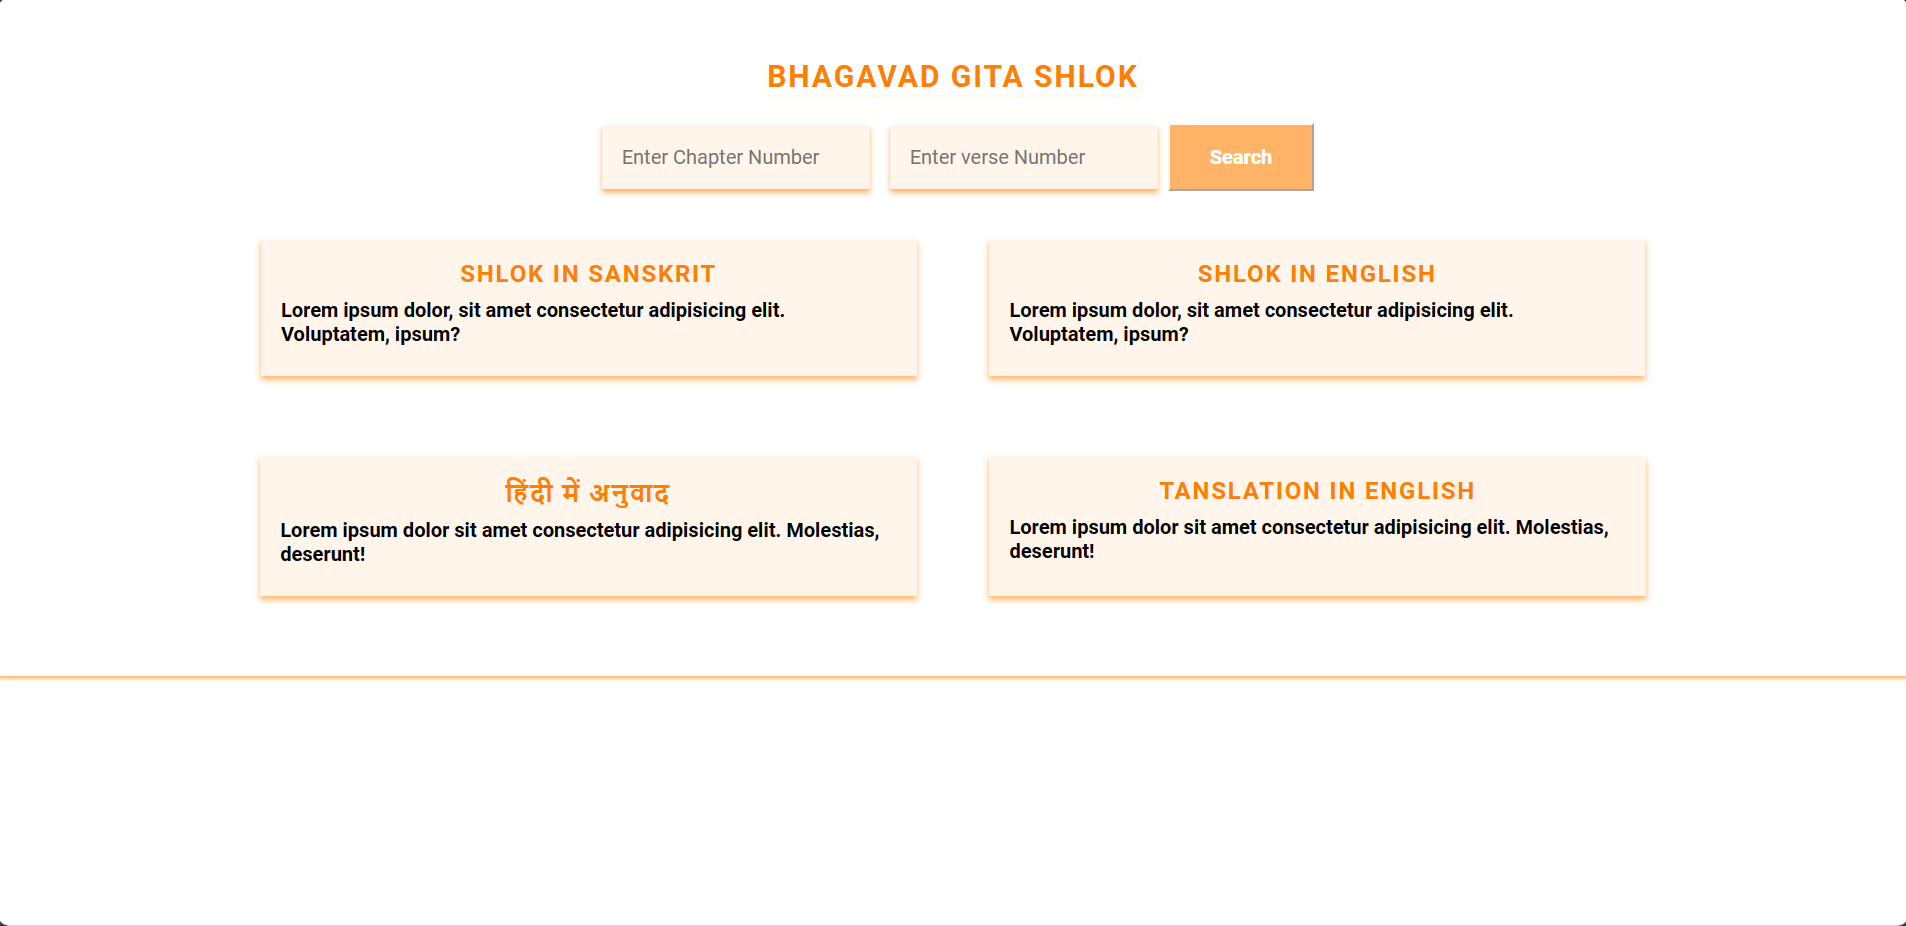 BHAGAVAD GITA SHLOK
Enter Chapter Number
Enter verse Number
Search
SHLOK IN SANSKRIT
Lorem ipsum dolor, sit amet consectetur adipisicing elit.
Voluptatem, ipsum?
SHLOK IN ENGLISH
Lorem ipsum dolor, sit amet consectetur adipisicing elit.
Voluptatem, ipsum?
हिंदी में अनुवाद
Lorem ipsum dolor sit amet consectetur adipisicing elit. Molestias,
deserunt!
TANSLATION IN ENGLISH
Lorem ipsum dolor sit amet consectetur adipisicing elit. Molestias,
deserunt!